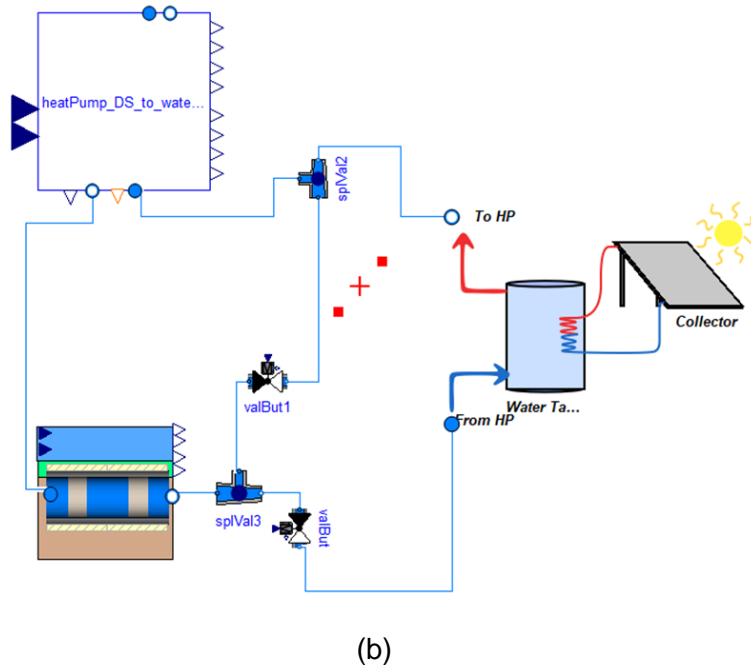 heatPump_DS_to_wate...
splVal2
To HP
Collector
valBut1
Water Ta...
From HP
splVal3
valBut
M
M
(b)